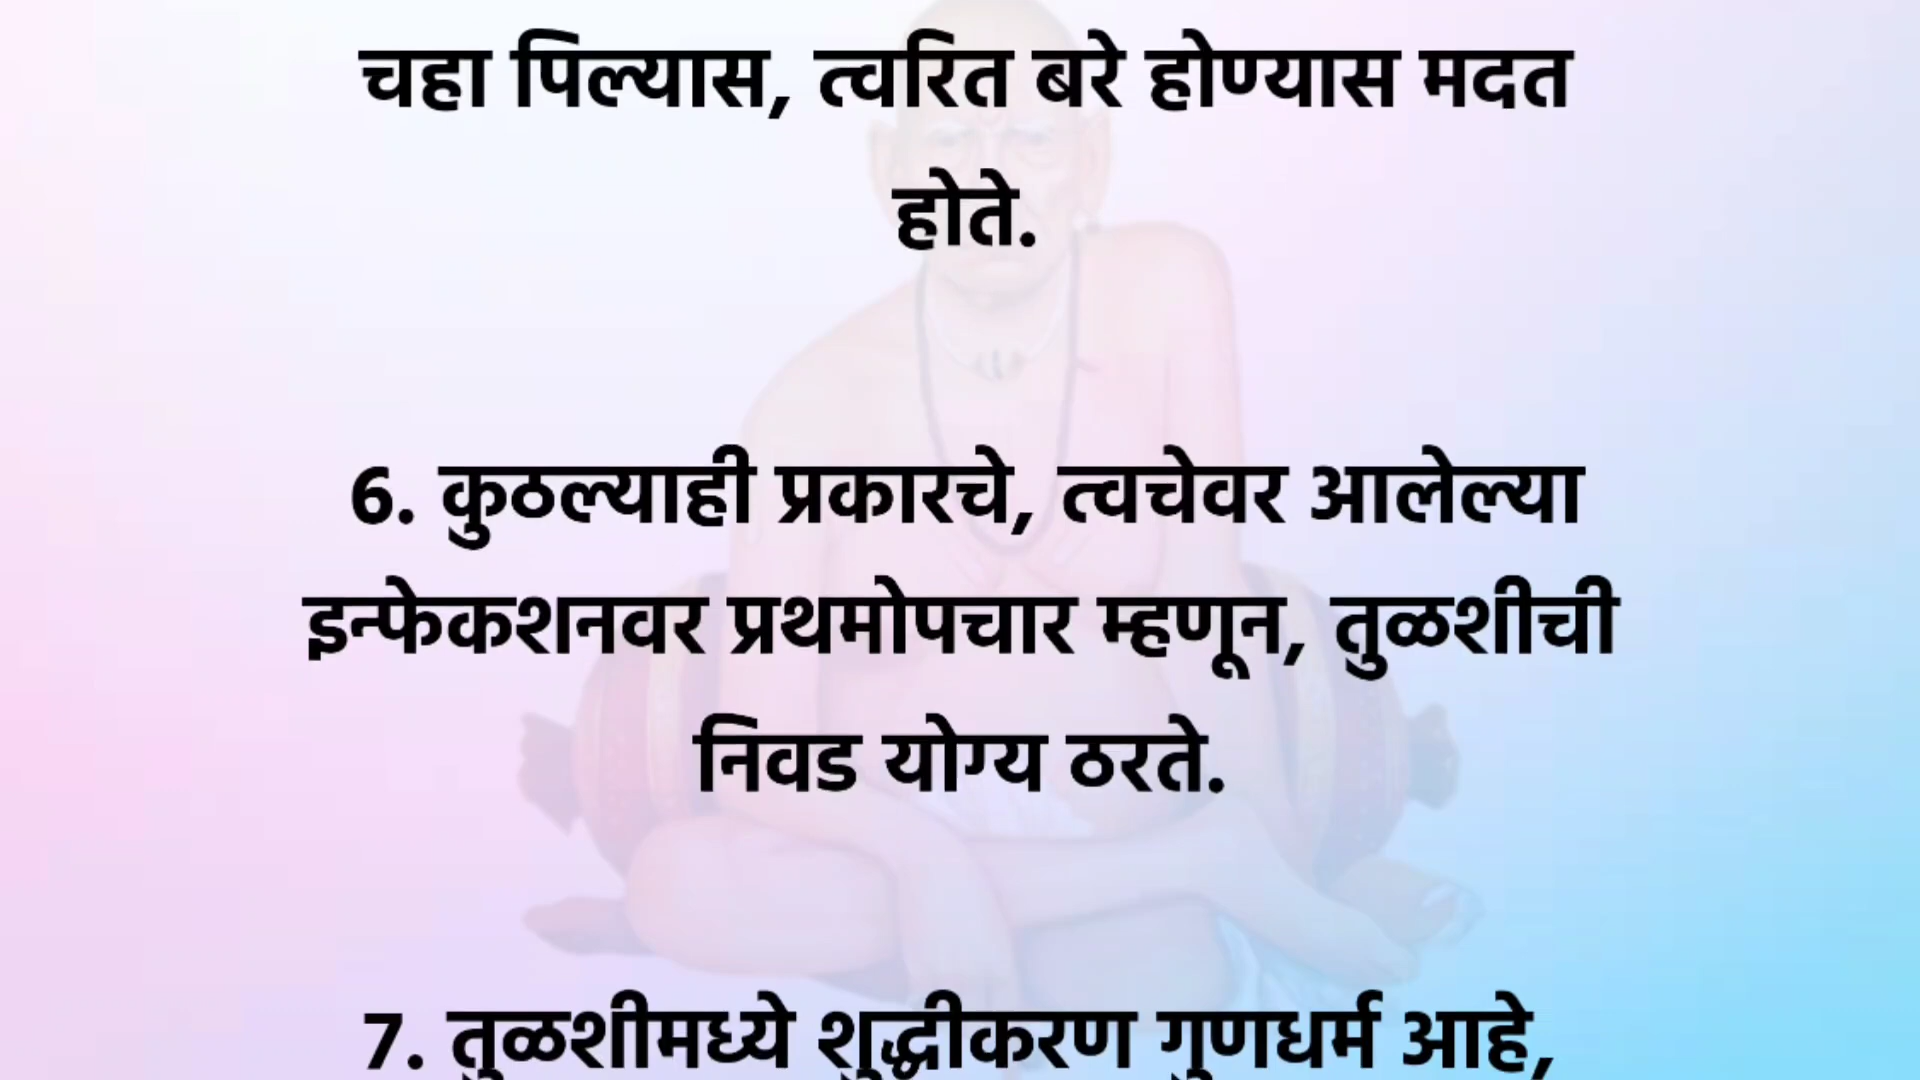 चहा पिल्यास, त्वरित बरे होण्यास मदत
होते.
6. कुठल्याही प्रकारचे, त्वचेवर आलेल्या
इन्फेकशनवर प्रथमोपचार म्हणून, तुळशीची
निवड योग्य ठरते.
7. तुळशीमध्ये शुद्धीकरण गुणधर्म आहे,